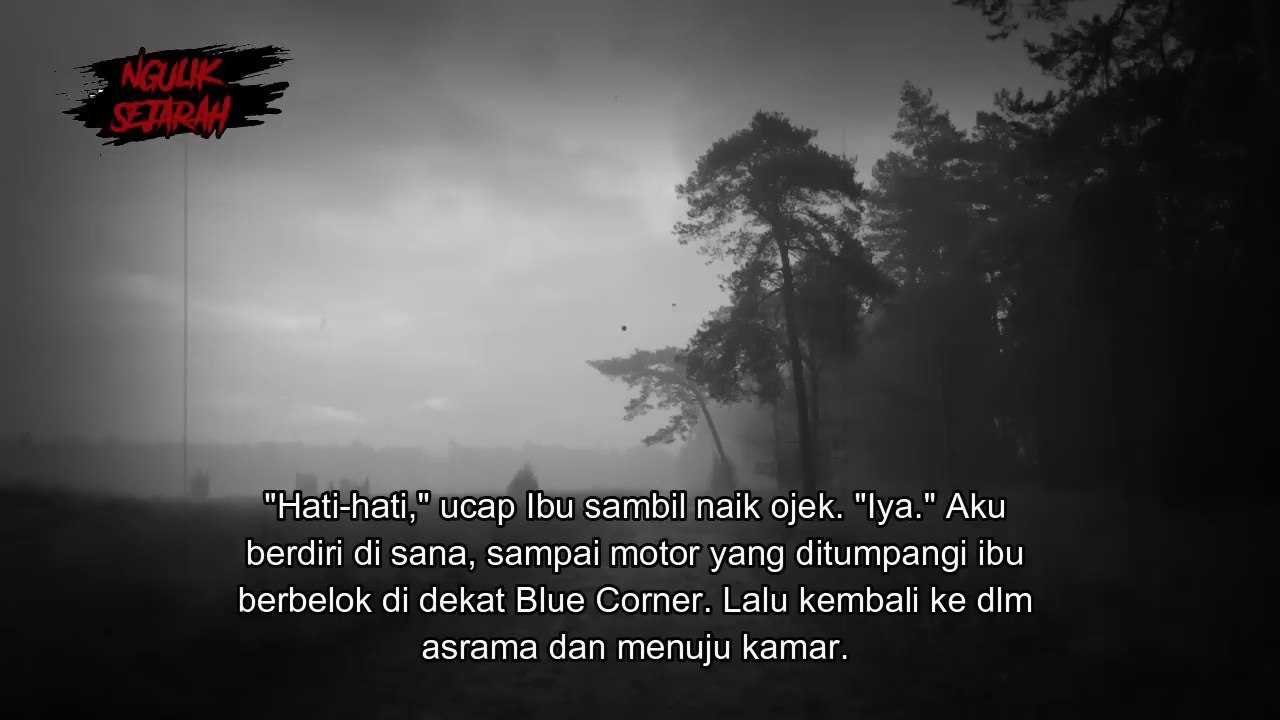 NGULIK
SEJARAH
"Hati-hati," ucap Ibu sambil naik ojek. "Iya." Aku
berdiri di sana, sampai motor yang ditumpangi ibu
berbelok di dekat Blue Corner. Lalu kembali ke dlm
asrama dan menuju kamar.